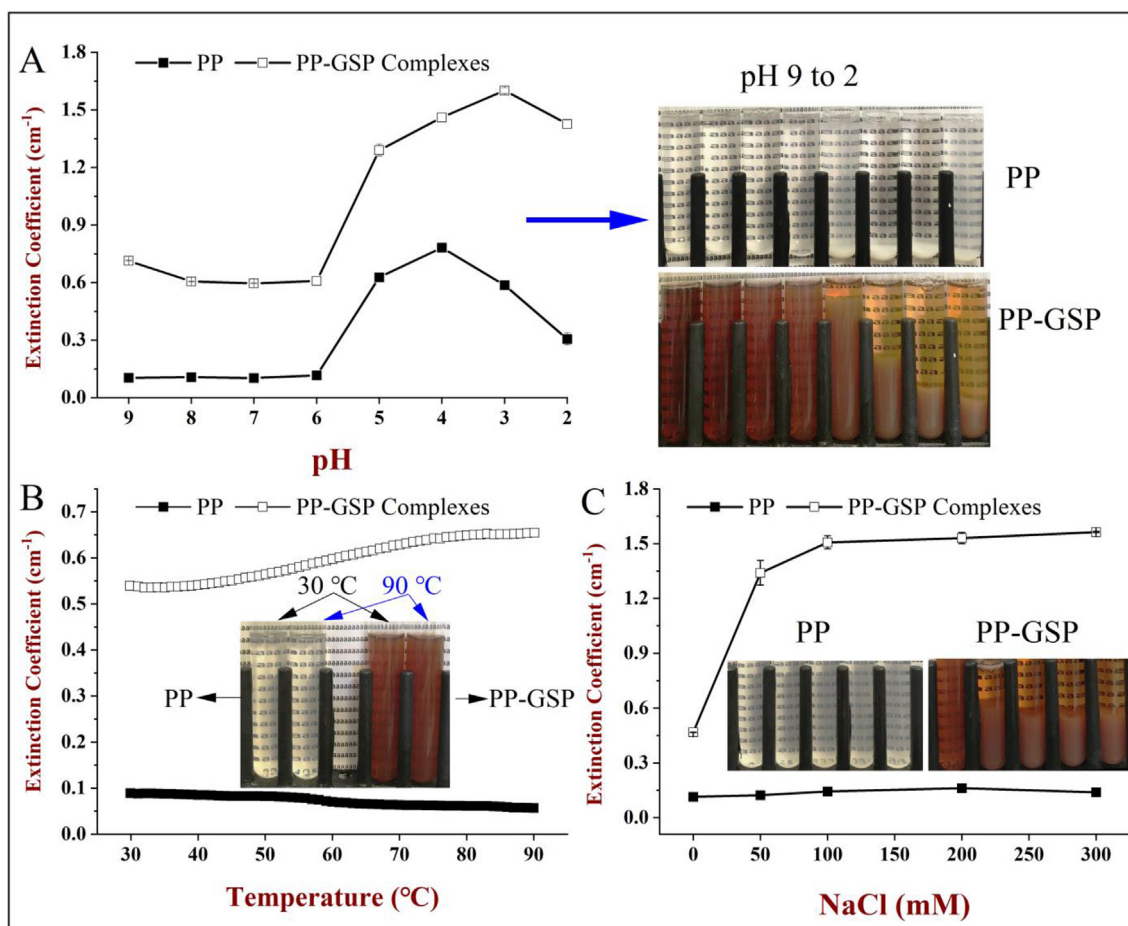 A
PP
PP-GSP Complexes
Extinction Coefficient (cm⁻¹)
1.8
1.5
1.2
0.9
0.6
0.3
0.0
9 8 7 6 5 4 3 2
pH
pH 9 to 2
PP
PP-GSP
B
PP
PP-GSP Complexes
Extinction Coefficient (cm⁻¹)
0.7
0.6
0.5
0.4
0.3
0.2
0.1
0.0
30 ℃ 90 ℃
PP
PP-GSP
30 40 50 60 70 80 90
Temperature (℃)
C
PP
PP-GSP Complexes
Extinction Coefficient (cm⁻¹)
1.8
1.5
1.2
0.9
0.6
0.3
0.0
PP
PP-GSP
0 50 100 150 200 250 300
NaCl (mM)